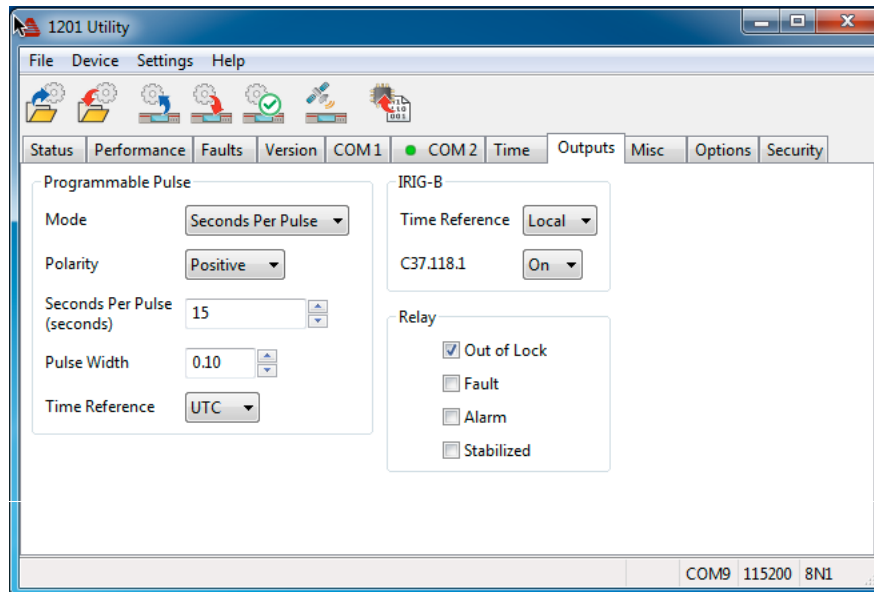 1201 Utility
File Device Settings Help
Status Performance Faults Version COM 1 COM 2 Time Outputs Misc Options Security
Programmable Pulse
Mode Seconds Per Pulse
Polarity Positive
Seconds Per Pulse
(seconds) 15
Pulse Width 0.10
Time Reference UTC
IRIG-B
Time Reference Local
C37.118.1 On
Relay
Out of Lock
Fault
Alarm
Stabilized
COM9 115200 8N1